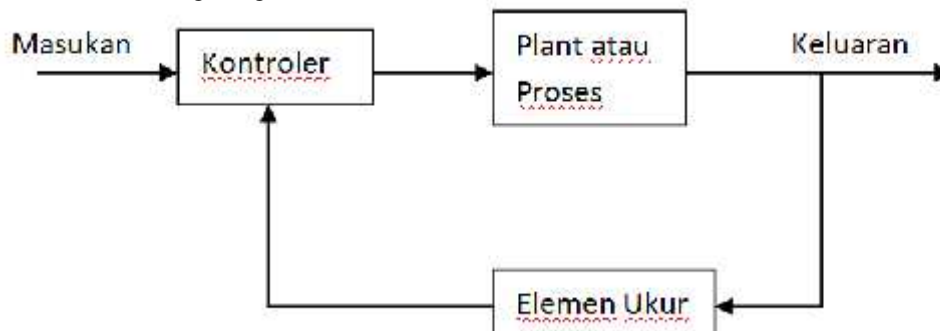 Masukan
Kontroler
Plant atau
Proses
Keluaran
Elemen Ukur